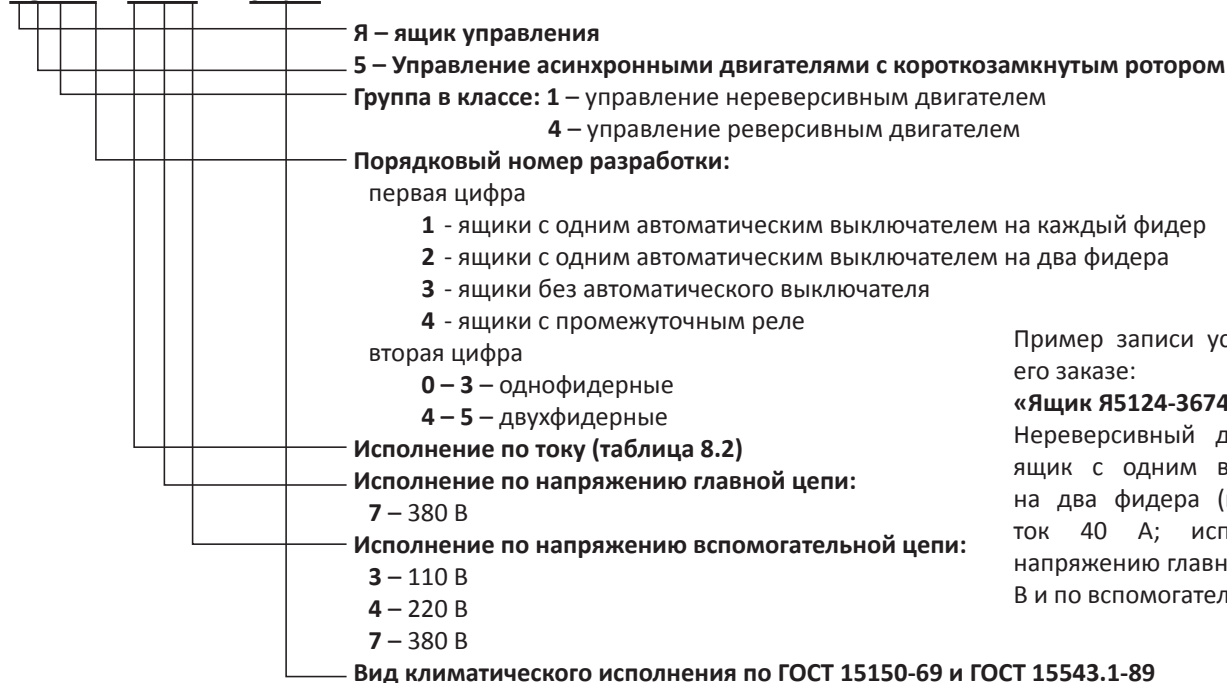 Я – ящик управления
5 – Управление асинхронными двигателями с короткозамкнутым ротором
Группа в классе: 1 – управление нереверсивным двигателем
4 – управление реверсивным двигателем
Порядковый номер разработки:
первая цифра
1 - ящики с одним автоматическим выключателем на каждый фидер
2 - ящики с одним автоматическим выключателем на два фидера
3 - ящики без автоматического выключателя
4 - ящики с промежуточным реле
вторая цифра
0 – 3 – однофидерные
4 – 5 – двухфидерные
Исполнение по току (таблица 8.2)
Исполнение по напряжению главной цепи:
7 – 380 В
Исполнение по напряжению вспомогательной цепи:
3 – 110 В
4 – 220 В
7 – 380 В
Вид климатического исполнения по ГОСТ 15150-69 и ГОСТ 15543.1-89
Пример записи ус
его заказе:
«Ящик Я5124-3674
Нереверсивный д
ящик с одним в
на два фидера (
ток 40 А; исп
напряжению главн
В и по вспомогател